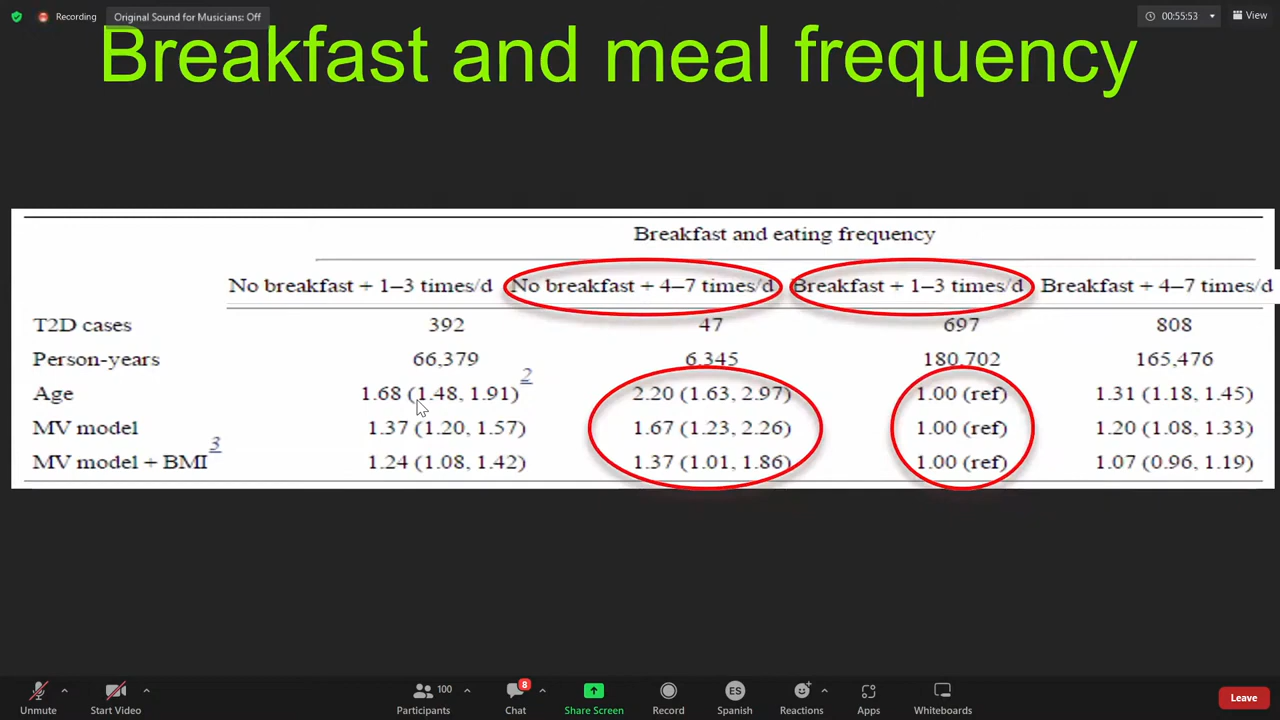 Recording
Original Sound for Musicians: Off
00:55:53
View
Breakfast and meal frequency
Breakfast and eating frequency
No breakfast + 1–3 times/d No breakfast + 4–7 times/d Breakfast + 1–3 times/d Breakfast + 4–7 times/d
T2D cases 392 47 697 808
Person-years 66,379 6,345 180,702 165,476
Age 1.68 (1.48, 1.91)2 2.20 (1.63, 2.97) 1.00 (ref) 1.31 (1.18, 1.45)
MV model 1.37 (1.20, 1.57) 1.67 (1.23, 2.26) 1.00 (ref) 1.20 (1.08, 1.33)
MV model + BMI3 1.24 (1.08, 1.42) 1.37 (1.01, 1.86) 1.00 (ref) 1.07 (0.96, 1.19)
100
8
ES
Unmute Start Video Participants Chat Share Screen Record Spanish Reactions Apps Whiteboards Leave